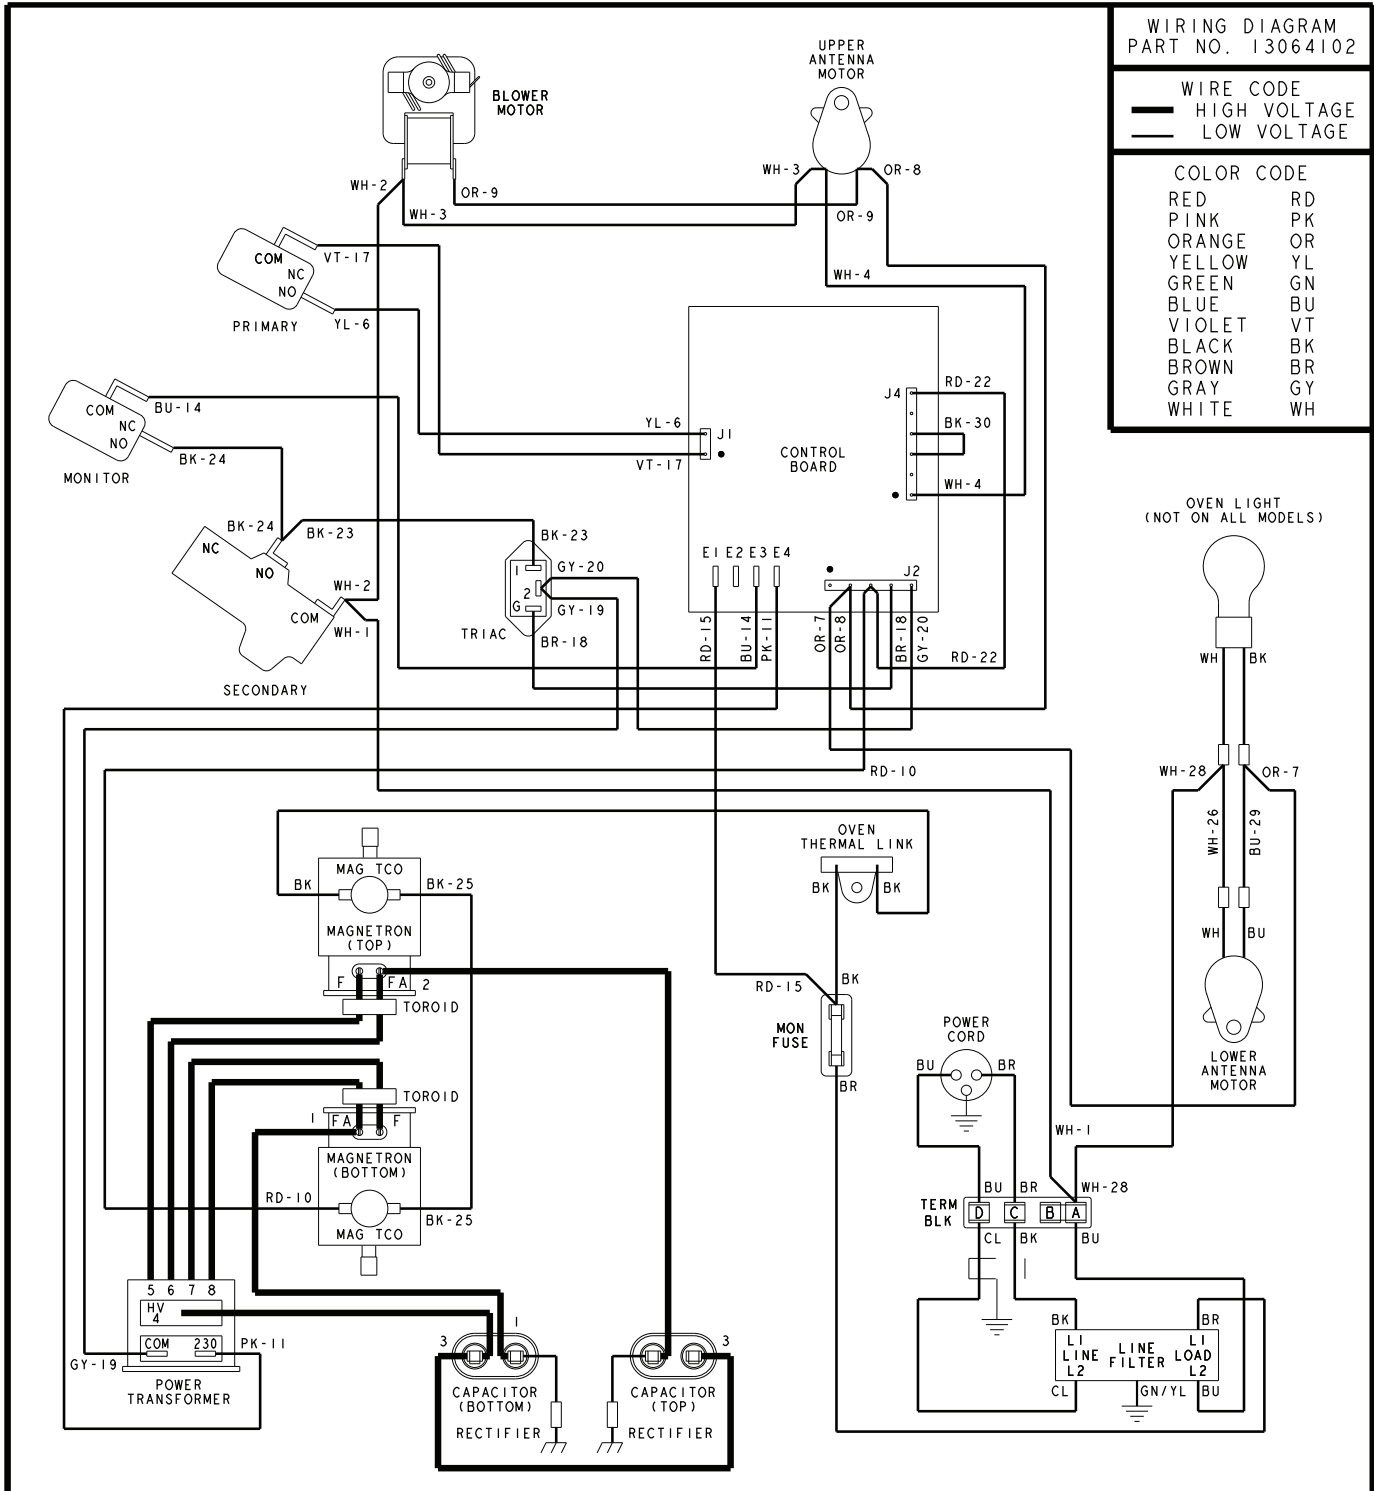 WIRING DIAGRAM
PART NO. 13064102
WIRE CODE
HIGH VOLTAGE
LOW VOLTAGE
COLOR CODE
RED RD
PINK PK
ORANGE OR
YELLOW YL
GREEN GN
BLUE BU
VIOLET VT
BLACK BK
BROWN BR
GRAY GY
WHITE WH
UPPER
ANTENNA
MOTOR
BLOWER
MOTOR
WH-3
OR-8
WH-2
OR-9
WH-3
OR-9
COM
VT-17
NC
NO
WH-4
PRIMARY
YL-6
RD-22
J4
COM
BU-14
NC
NO
BK-24
MONITOR
YL-6
J1
VT-17
CONTROL
BOARD
BK-30
WH-4
OVEN LIGHT
(NOT ON ALL MODELS)
BK-24
BK-23
BK-23
NC
NO
WH-2
COM
WH-1
SECONDARY
1
2
G
GY-20
GY-19
TRIAC
BR-18
E1 E2 E3 E4
J2
RD-15
BU-14
PK-11
OR-7
OR-8
BR-18
GY-20
RD-22
WH
BK
RD-10
WH-28
OR-7
WH-26
BU-29
OVEN
THERMAL LINK
BK
BK
MAG TCO
BK
BK-25
MAGNETRON
(TOP)
F
FA
2
TOROID
WH
BU
RD-15
BK
MON
FUSE
BR
POWER
CORD
BU
BR
LOWER
ANTENNA
MOTOR
TOROID
1
FA
F
MAGNETRON
(BOTTOM)
RD-10
BK-25
MAG TCO
WH-1
BU
BR
WH-28
TERM
BLK
D
C
B
A
CL
BK
BU
5 6 7 8
HV
4
COM
230
PK-11
GY-19
POWER
TRANSFORMER
3
1
CAPACITOR
(BOTTOM)
RECTIFIER
3
CAPACITOR
(TOP)
RECTIFIER
BK
BR
L1
LINE
L2
LINE
FILTER
L1
LOAD
L2
CL
GN/YL
BU